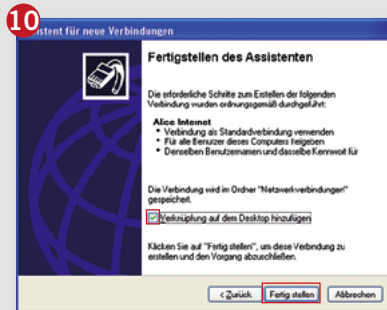 10
istent für neue Verbindungen
Fertigstellen des Assistenten
Die erforderliche Schritte zum Erstellen der folgenden
Verbindung wurden ordnungsgemäß durchgeführt:
Alice Internet
* Verbindung als Standardverbindung verwenden
* Für alle Benutzer dieses Computers freigeben
* Denselben Benutzernamen und dasselbe Kennwort für
Die Verbindung wird im Ordner "Netzwerkverbindungen"
gespeichert.
Verknüpfung auf dem Desktop hinzufügen
Klicken Sie auf "Fertig stellen", um diese Verbindung zu
erstellen und den Vorgang abzuschließen.
< Zurück Fertig stellen Abbrechen